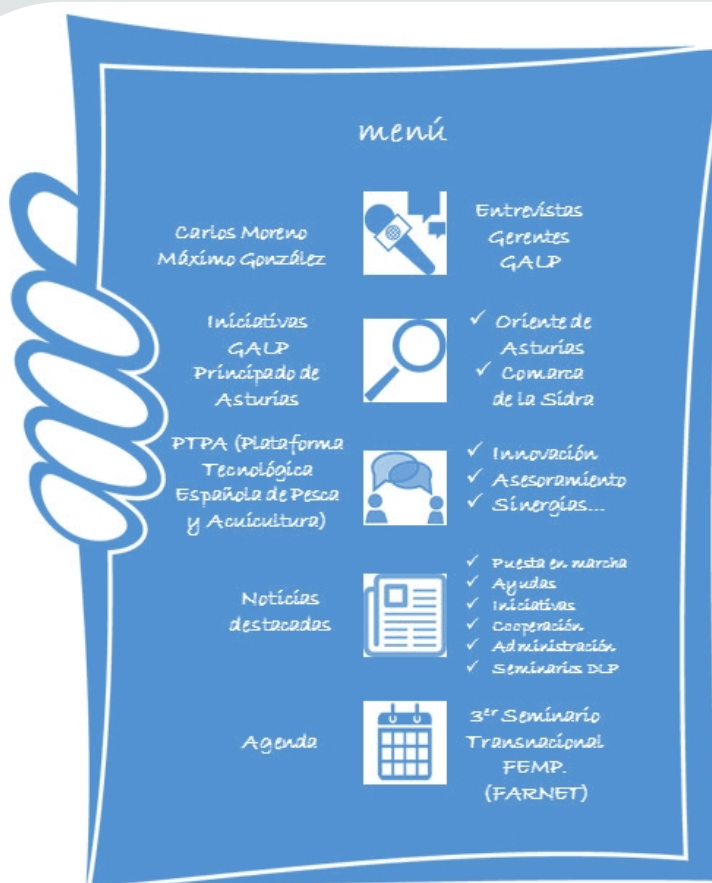 menú
Carlos Moreno
Máximo González
Entrevistas
Gerentes
GALP
Iniciativas
GALP
Principado de
Asturias
✓ Oriente de
Asturias
✓ Comarca
de la Sidra
PTPA (Plataforma
Tecnológica
Española de Pesca
y Acuicultura)
✓ Innovación
✓ Asesoramiento
✓ Sinergias...
Noticias
destacadas
✓ Puesta en marcha
✓ Ayudas
✓ Iniciativas
✓ Cooperación
✓ Administración
✓ Seminarios DLP
Agenda
3er Seminario
Transnacional
FEMP.
(FARNET)